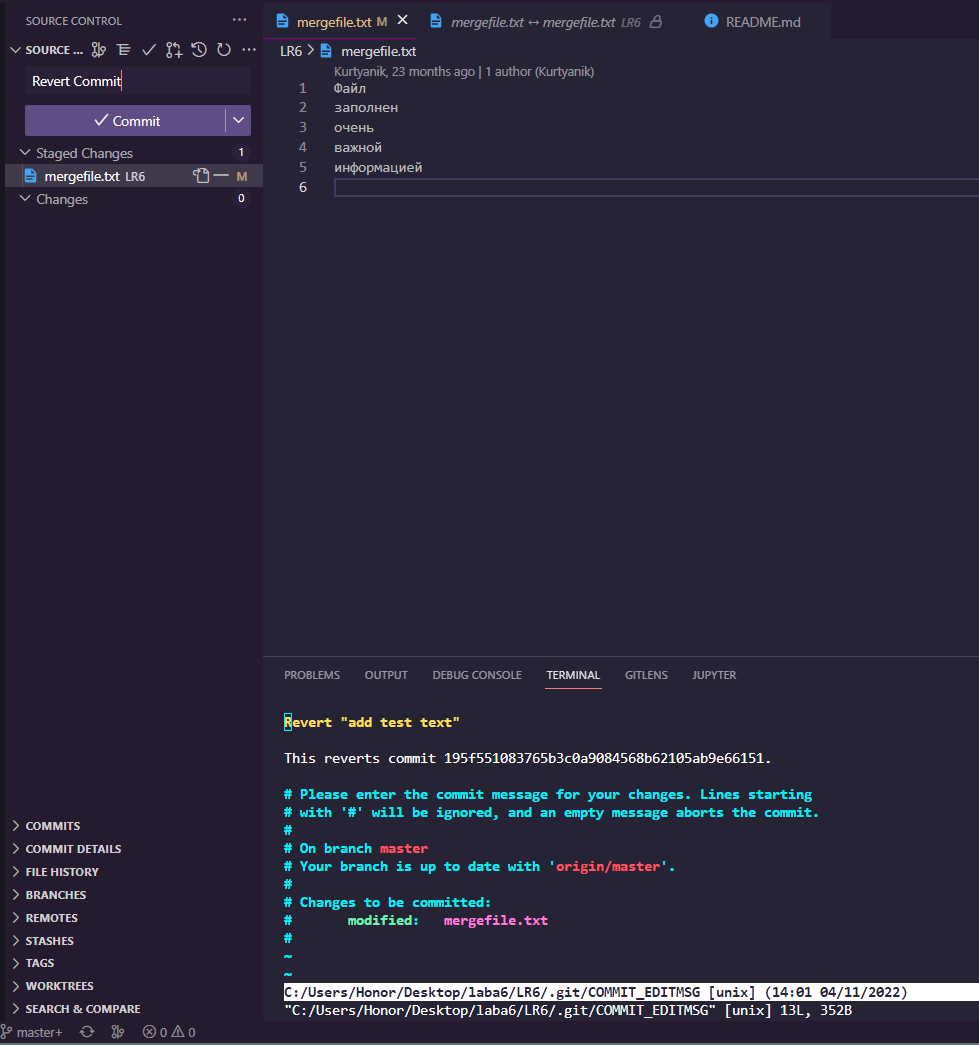 SOURCE CONTROL
SOURCE ...
Revert Commit
Commit
Staged Changes 1
mergefile.txt LR6 M
Changes 0
COMMITS
COMMIT DETAILS
FILE HISTORY
BRANCHES
REMOTES
STASHES
TAGS
WORKTREES
SEARCH & COMPARE
mergefile.txt M
mergefile.txt ↔ mergefile.txt LR6
README.md
LR6 > mergefile.txt
Kurtyanik, 23 months ago | 1 author (Kurtyanik)
1 Файл
2 заполнен
3 очень
4 важной
5 информацией
6
PROBLEMS OUTPUT DEBUG CONSOLE TERMINAL GITLENS JUPYTER
Revert "add test text"
This reverts commit 195f551083765b3c0a9084568b62105ab9e66151.
# Please enter the commit message for your changes. Lines starting
# with '#' will be ignored, and an empty message aborts the commit.
#
# On branch master
# Your branch is up to date with 'origin/master'.
#
# Changes to be committed:
# modified: mergefile.txt
#
~
~
C:/Users/Honor/Desktop/laba6/LR6/.git/COMMIT_EDITMSG [unix] (14:01 04/11/2022)
"C:/Users/Honor/Desktop/laba6/LR6/.git/COMMIT_EDITMSG" [unix] 13L, 352B
master+ 0 0